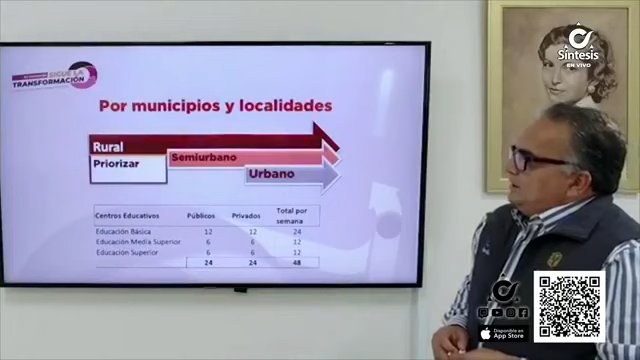 SIGUE LA
TRANSFORMACIÓN
Por municipios y localidades
Rural
Priorizar
Semiurbano
Urbano
Centros Educativos Públicos Privados Total por semana
Educación Básica 12 12 24
Educación Media Superior 6 6 12
Educación Superior 6 6 12
24 24 48
Síntesis
EN VIVO
Disponible en
App Store